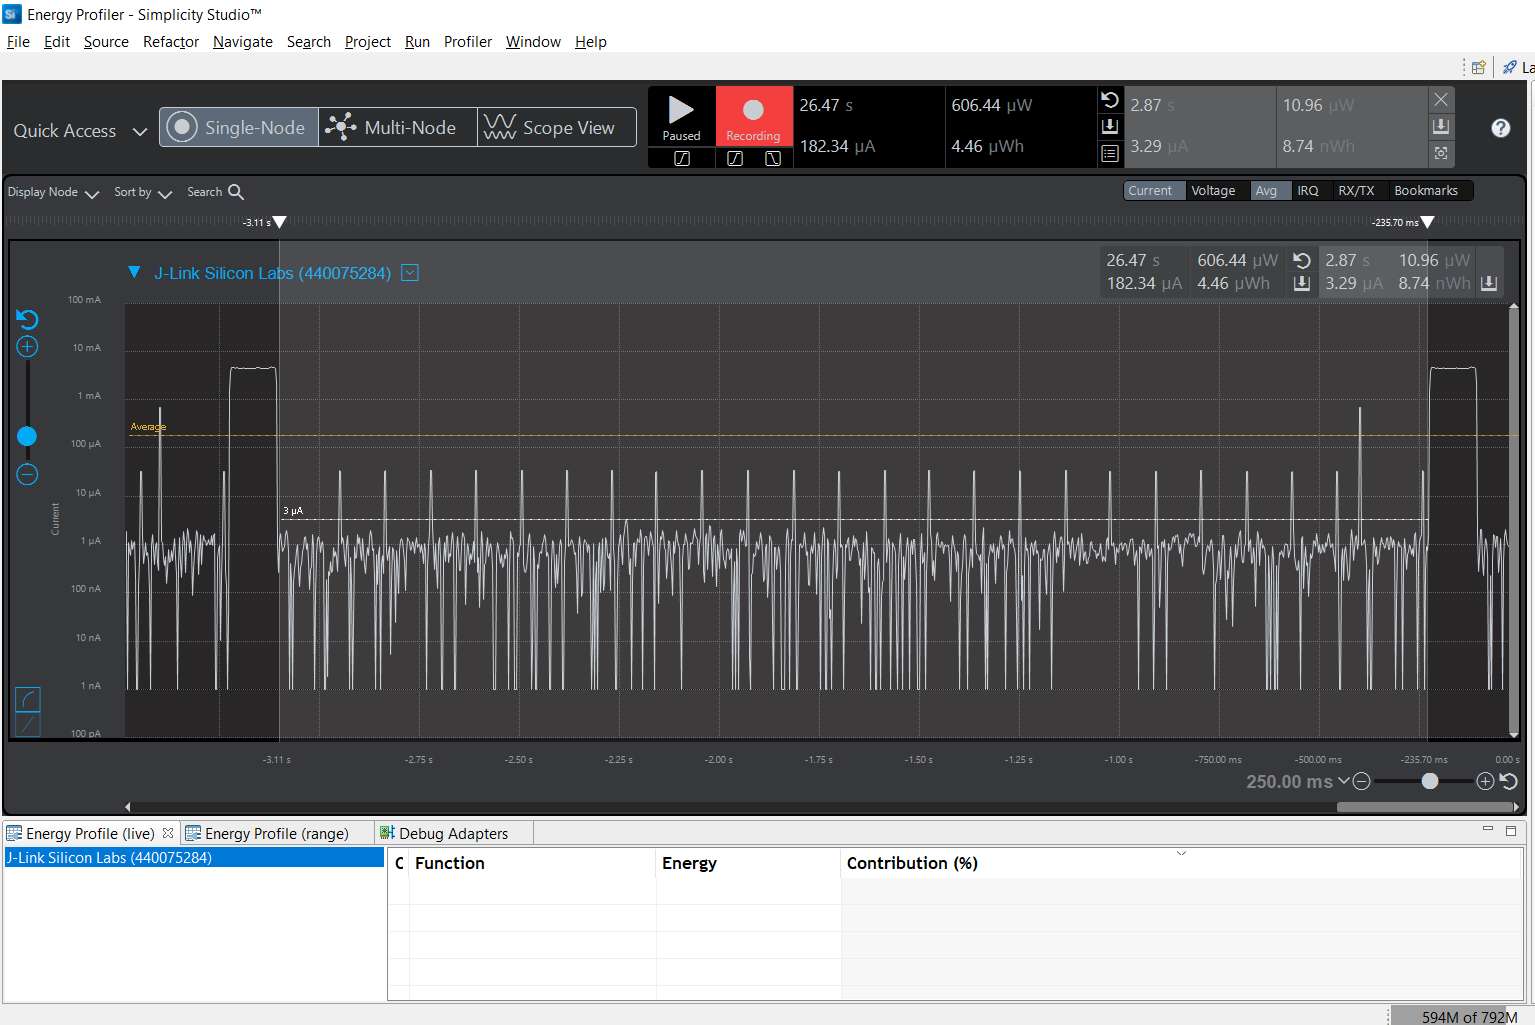 Energy Profiler - Simplicity Studio™
File Edit Source Refactor Navigate Search Project Run Profiler Window Help
La
Quick Access
Single-Node
Multi-Node
Scope View
Paused
Recording
26.47 s
606.44 µW
182.34 µA
4.46 µWh
2.87 s
10.96 µW
3.29 µA
8.74 nWh
Display Node
Sort by
Search
Current Voltage Avg IRQ RX/TX Bookmarks
-3.11 s
-235.70 ms
J-Link Silicon Labs (440075284)
26.47 s 606.44 µW 2.87 s 10.96 µW
182.34 µA 4.46 µWh 3.29 µA 8.74 nWh
100 mA
10 mA
1 mA
Average
100 µA
10 µA
3 µA
Current
1 µA
100 nA
10 nA
1 nA
100 pA
-3.11 s -2.75 s -2.50 s -2.25 s -2.00 s -1.75 s -1.50 s -1.25 s -1.00 s -750.00 ms -500.00 ms -235.70 ms 0.00 s
250.00 ms
Energy Profile (live) Energy Profile (range) Debug Adapters
J-Link Silicon Labs (440075284)
C Function Energy Contribution (%)
594M of 792M